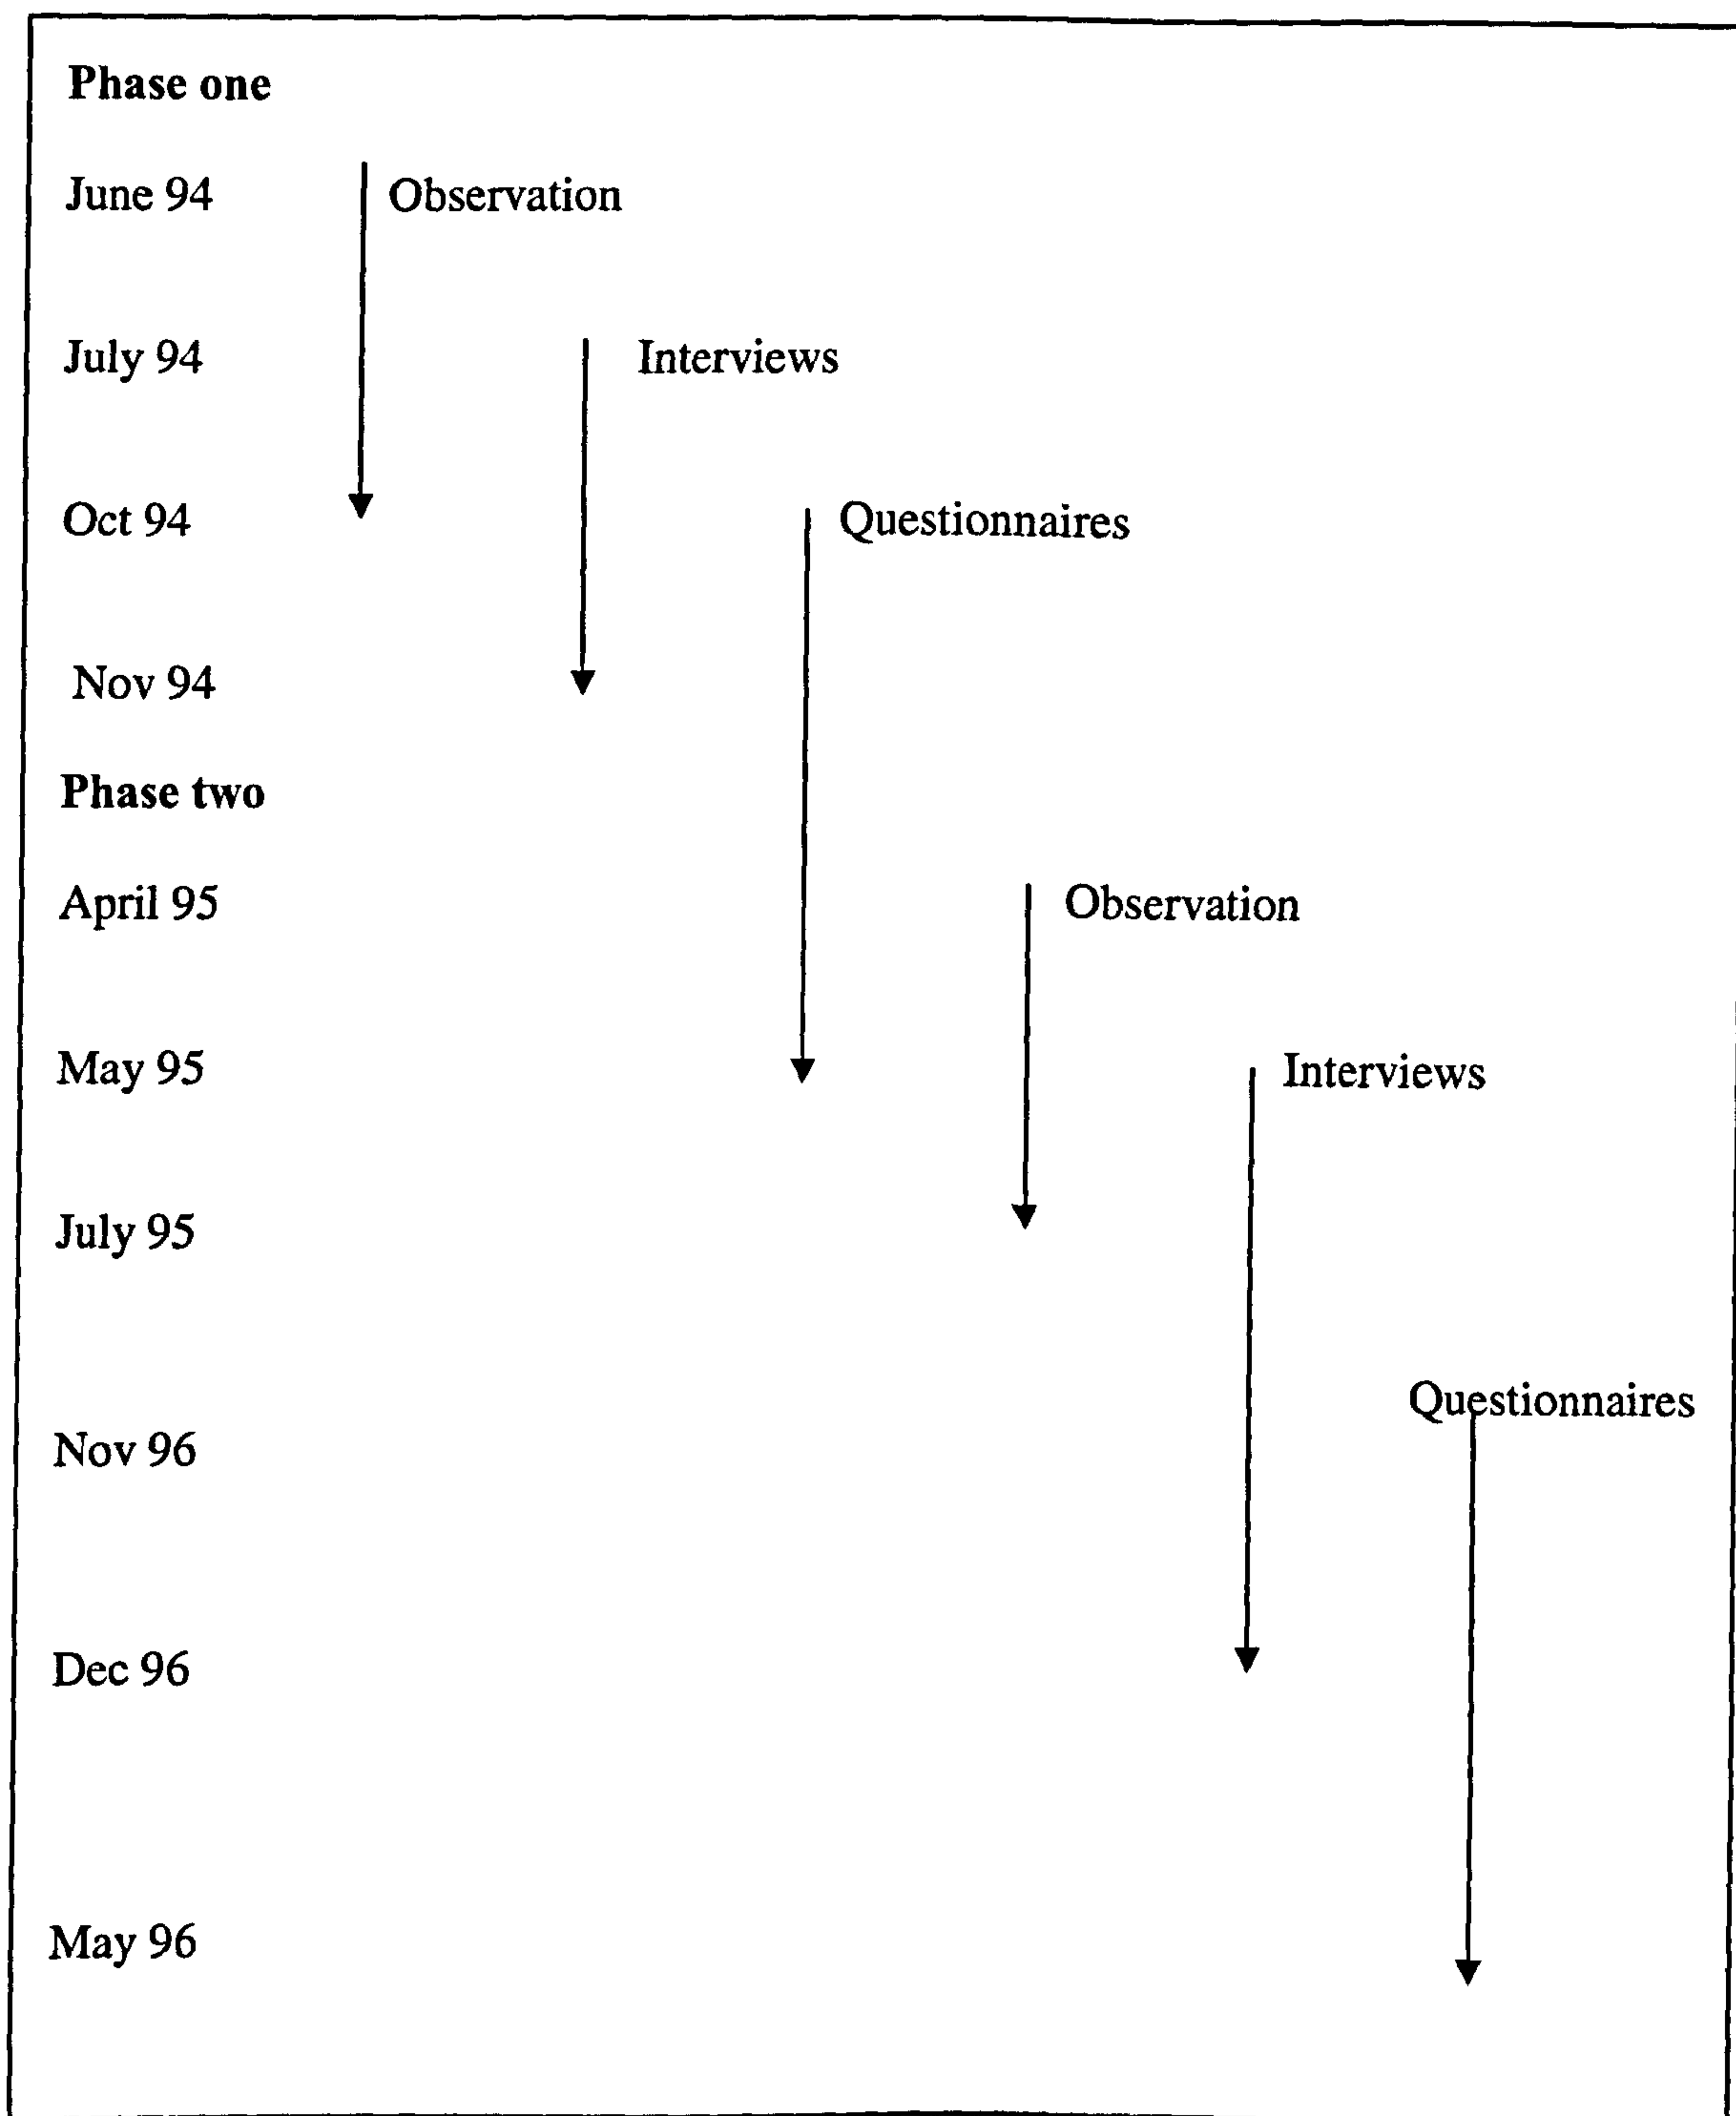 Phase one
June 94 Observation
July 94 Interviews
Oct 94 Questionnaires
Nov 94
Phase two
April 95 Observation
May 95 Interviews
July 95
Questionnaires
Nov 96
Dec 96
May 96